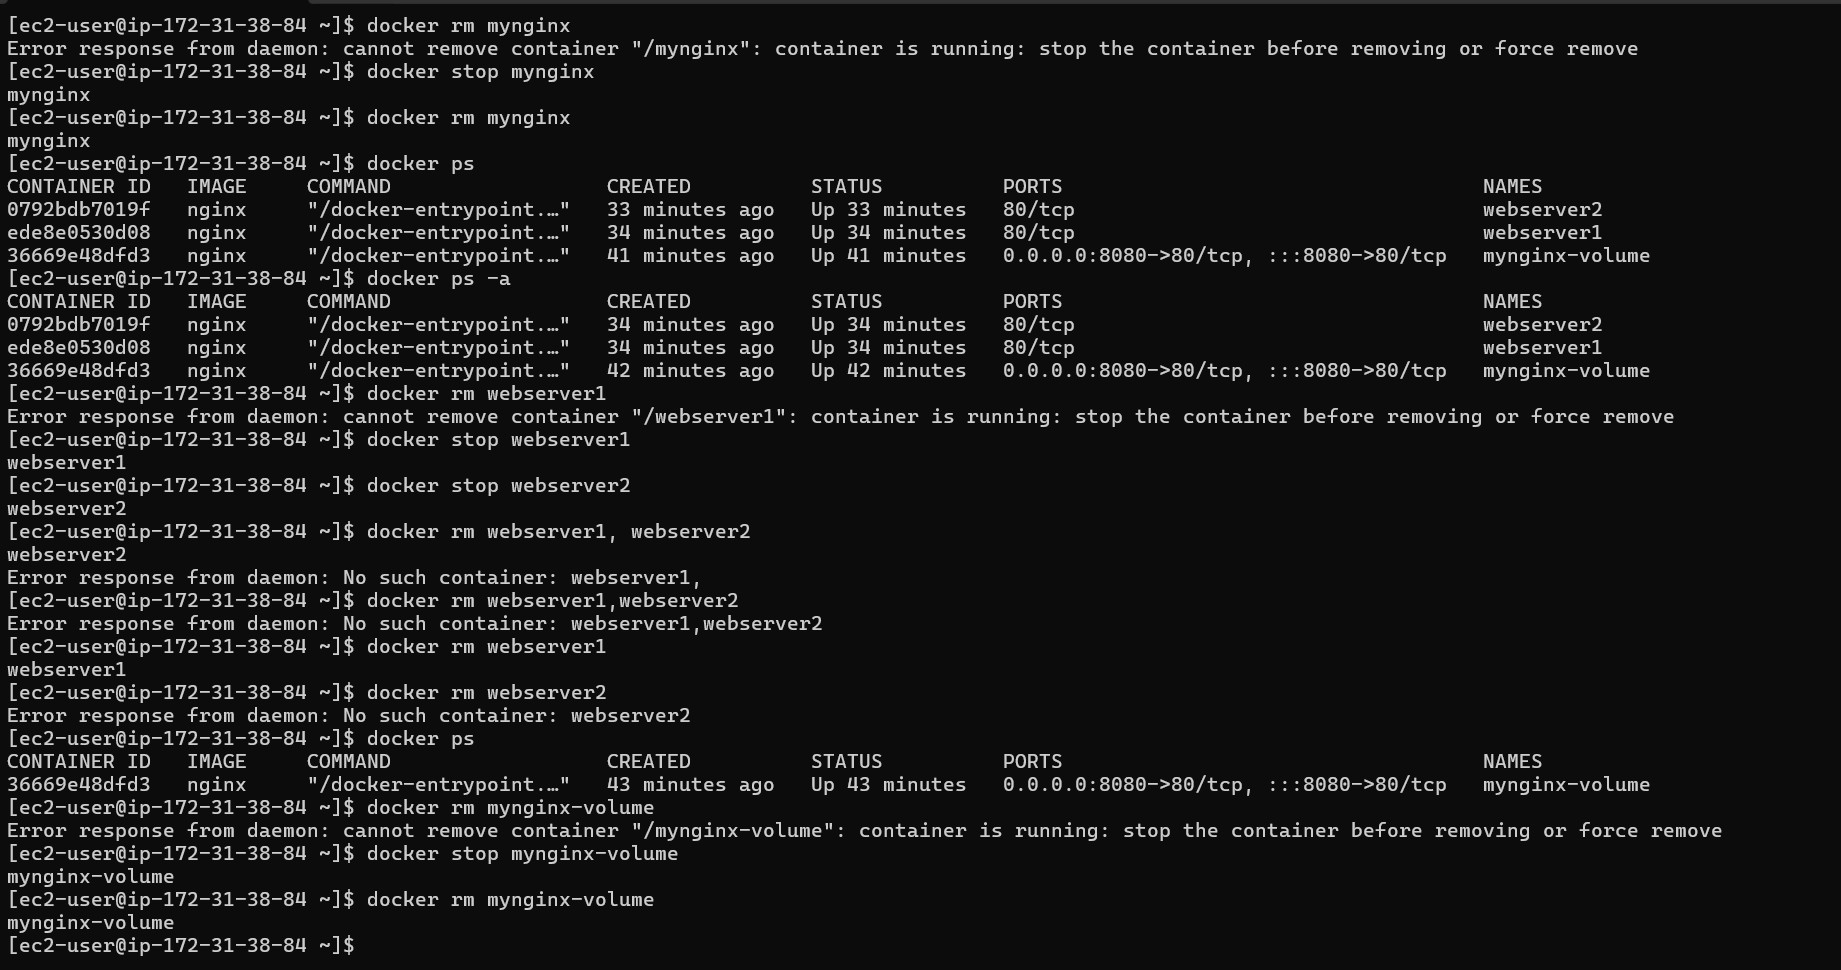 [ec2-user@ip-172-31-38-84 ~]$ docker rm mynginx
Error response from daemon: cannot remove container "/mynginx": container is running: stop the container before removing or force remove
[ec2-user@ip-172-31-38-84 ~]$ docker stop mynginx
mynginx
[ec2-user@ip-172-31-38-84 ~]$ docker rm mynginx
mynginx
[ec2-user@ip-172-31-38-84 ~]$ docker ps
CONTAINER ID   IMAGE     COMMAND                  CREATED          STATUS          PORTS                                   NAMES
0792bdb7019f   nginx     "/docker-entrypoint.…"   33 minutes ago   Up 33 minutes   80/tcp                                  webserver2
ede8e0530d08   nginx     "/docker-entrypoint.…"   34 minutes ago   Up 34 minutes   80/tcp                                  webserver1
36669e48dfd3   nginx     "/docker-entrypoint.…"   41 minutes ago   Up 41 minutes   0.0.0.0:8080->80/tcp, :::8080->80/tcp   mynginx-volume
[ec2-user@ip-172-31-38-84 ~]$ docker ps -a
CONTAINER ID   IMAGE     COMMAND                  CREATED          STATUS          PORTS                                   NAMES
0792bdb7019f   nginx     "/docker-entrypoint.…"   34 minutes ago   Up 34 minutes   80/tcp                                  webserver2
ede8e0530d08   nginx     "/docker-entrypoint.…"   34 minutes ago   Up 34 minutes   80/tcp                                  webserver1
36669e48dfd3   nginx     "/docker-entrypoint.…"   42 minutes ago   Up 42 minutes   0.0.0.0:8080->80/tcp, :::8080->80/tcp   mynginx-volume
[ec2-user@ip-172-31-38-84 ~]$ docker rm webserver1
Error response from daemon: cannot remove container "/webserver1": container is running: stop the container before removing or force remove
[ec2-user@ip-172-31-38-84 ~]$ docker stop webserver1
webserver1
[ec2-user@ip-172-31-38-84 ~]$ docker stop webserver2
webserver2
[ec2-user@ip-172-31-38-84 ~]$ docker rm webserver1, webserver2
webserver2
Error response from daemon: No such container: webserver1,
[ec2-user@ip-172-31-38-84 ~]$ docker rm webserver1,webserver2
Error response from daemon: No such container: webserver1,webserver2
[ec2-user@ip-172-31-38-84 ~]$ docker rm webserver1
webserver1
[ec2-user@ip-172-31-38-84 ~]$ docker rm webserver2
Error response from daemon: No such container: webserver2
[ec2-user@ip-172-31-38-84 ~]$ docker ps
CONTAINER ID   IMAGE     COMMAND                  CREATED          STATUS          PORTS                                   NAMES
36669e48dfd3   nginx     "/docker-entrypoint.…"   43 minutes ago   Up 43 minutes   0.0.0.0:8080->80/tcp, :::8080->80/tcp   mynginx-volume
[ec2-user@ip-172-31-38-84 ~]$ docker rm mynginx-volume
Error response from daemon: cannot remove container "/mynginx-volume": container is running: stop the container before removing or force remove
[ec2-user@ip-172-31-38-84 ~]$ docker stop mynginx-volume
mynginx-volume
[ec2-user@ip-172-31-38-84 ~]$ docker rm mynginx-volume
mynginx-volume
[ec2-user@ip-172-31-38-84 ~]$